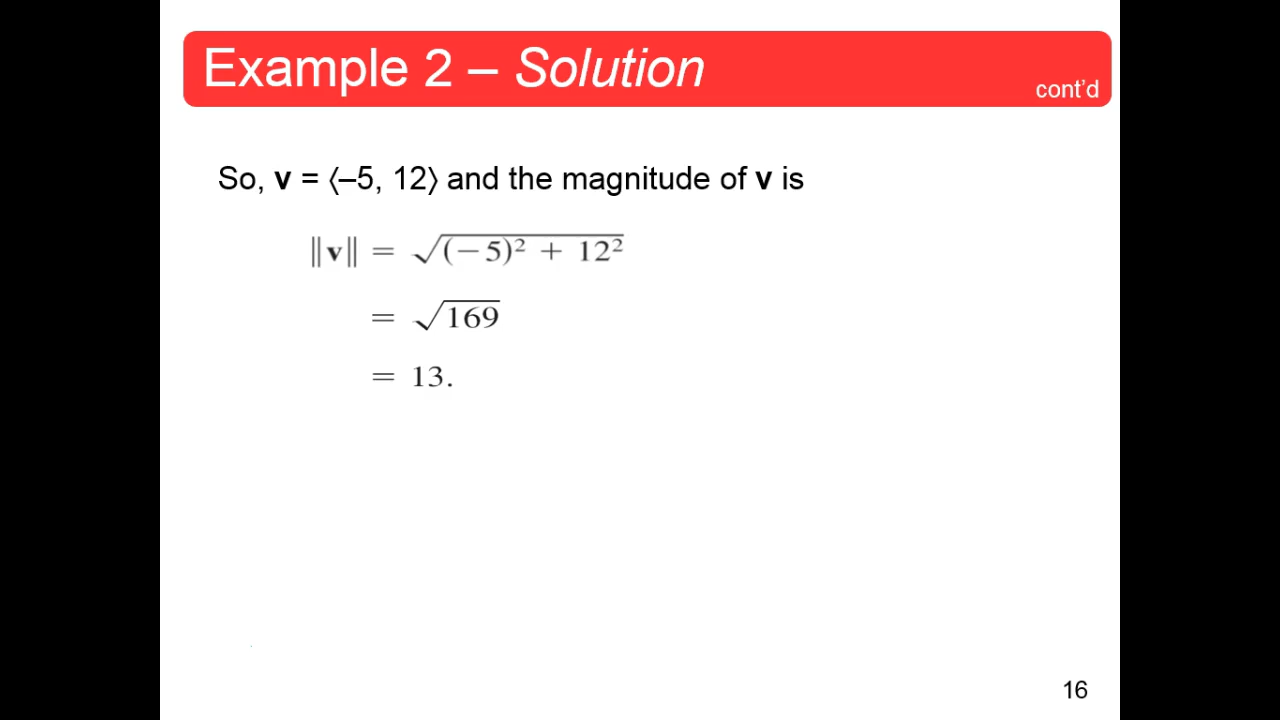 Example 2 – Solution
cont’d
So, v = ⟨–5, 12⟩ and the magnitude of v is
‖v‖ = √(−5)² + 12²
= √169
= 13.
16